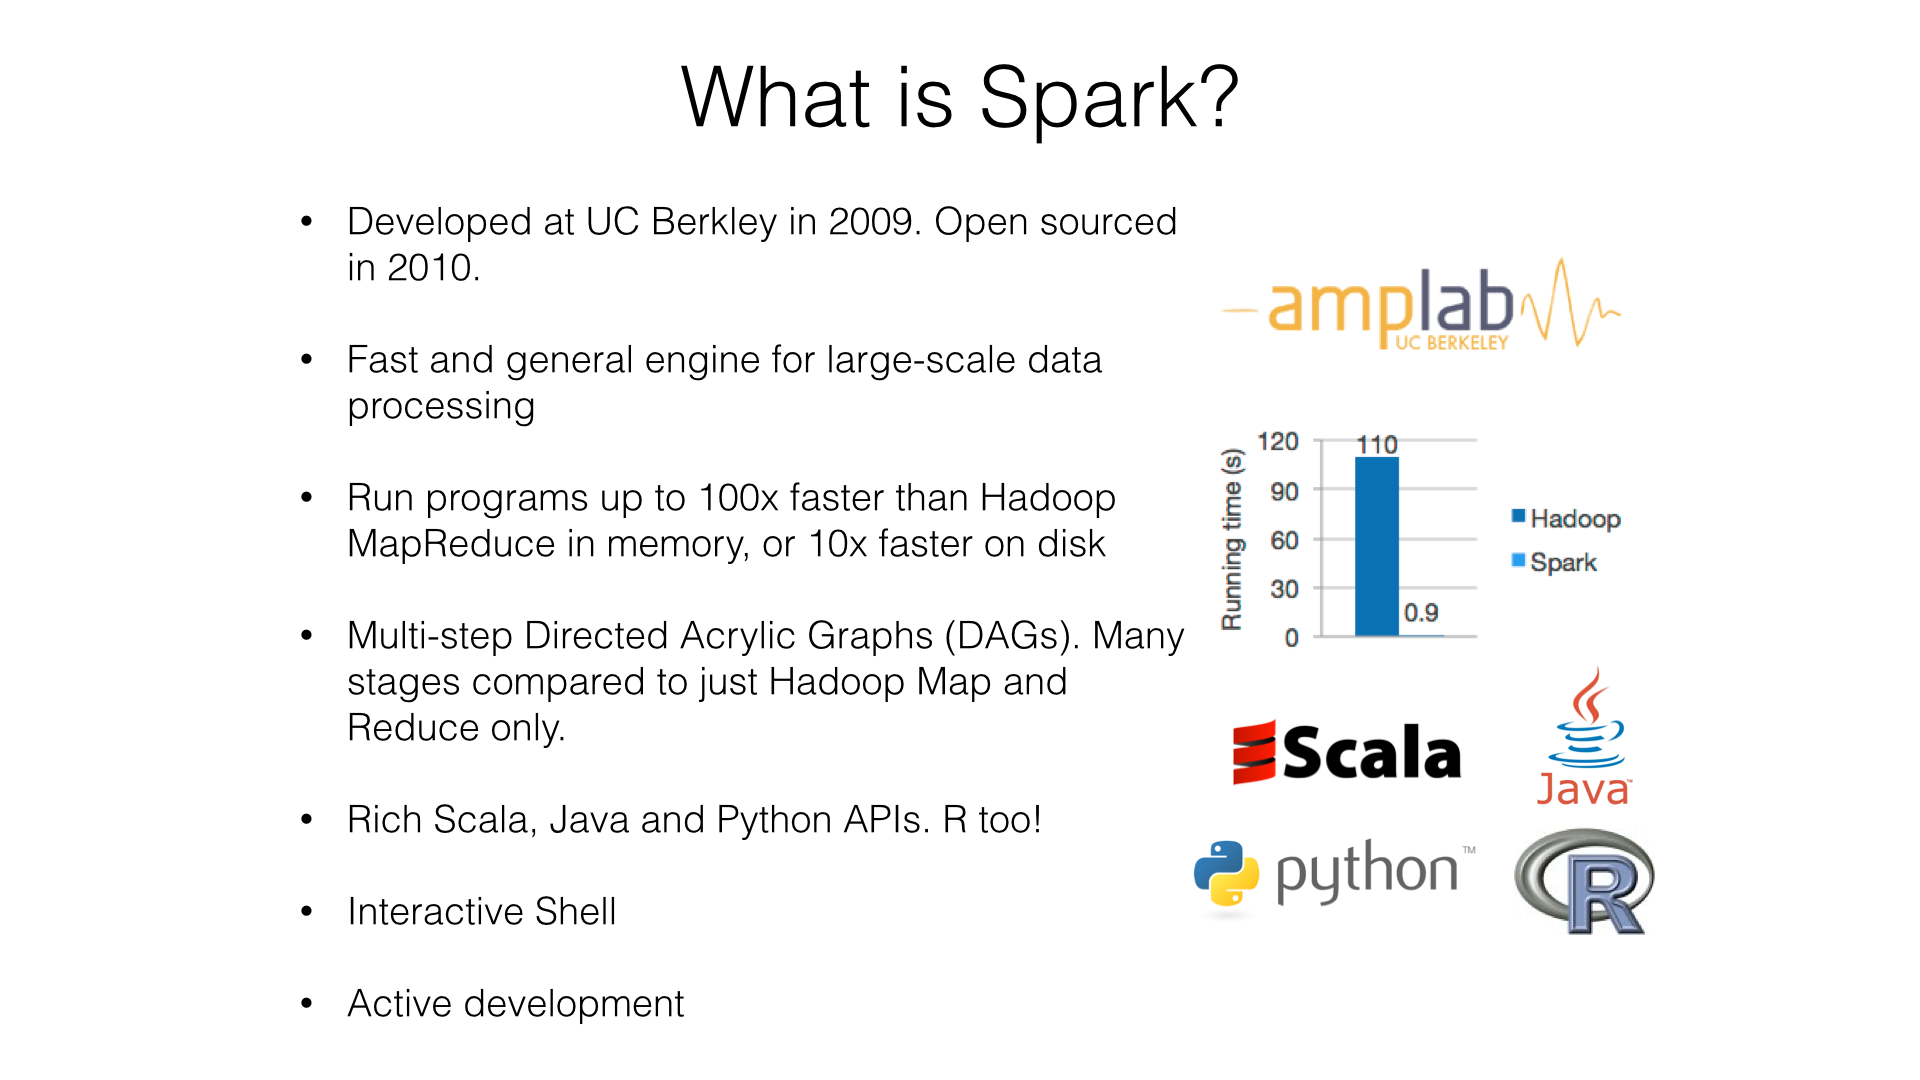 What is Spark?
• Developed at UC Berkley in 2009. Open sourced
in 2010.
• Fast and general engine for large-scale data
processing
• Run programs up to 100x faster than Hadoop
MapReduce in memory, or 10x faster on disk
• Multi-step Directed Acrylic Graphs (DAGs). Many
stages compared to just Hadoop Map and
Reduce only.
• Rich Scala, Java and Python APIs. R too!
• Interactive Shell
• Active development
amplab
UC BERKELEY
Running time (s)
120
90
60
30
0
110
0.9
Hadoop
Spark
Scala
Java™
python™
R